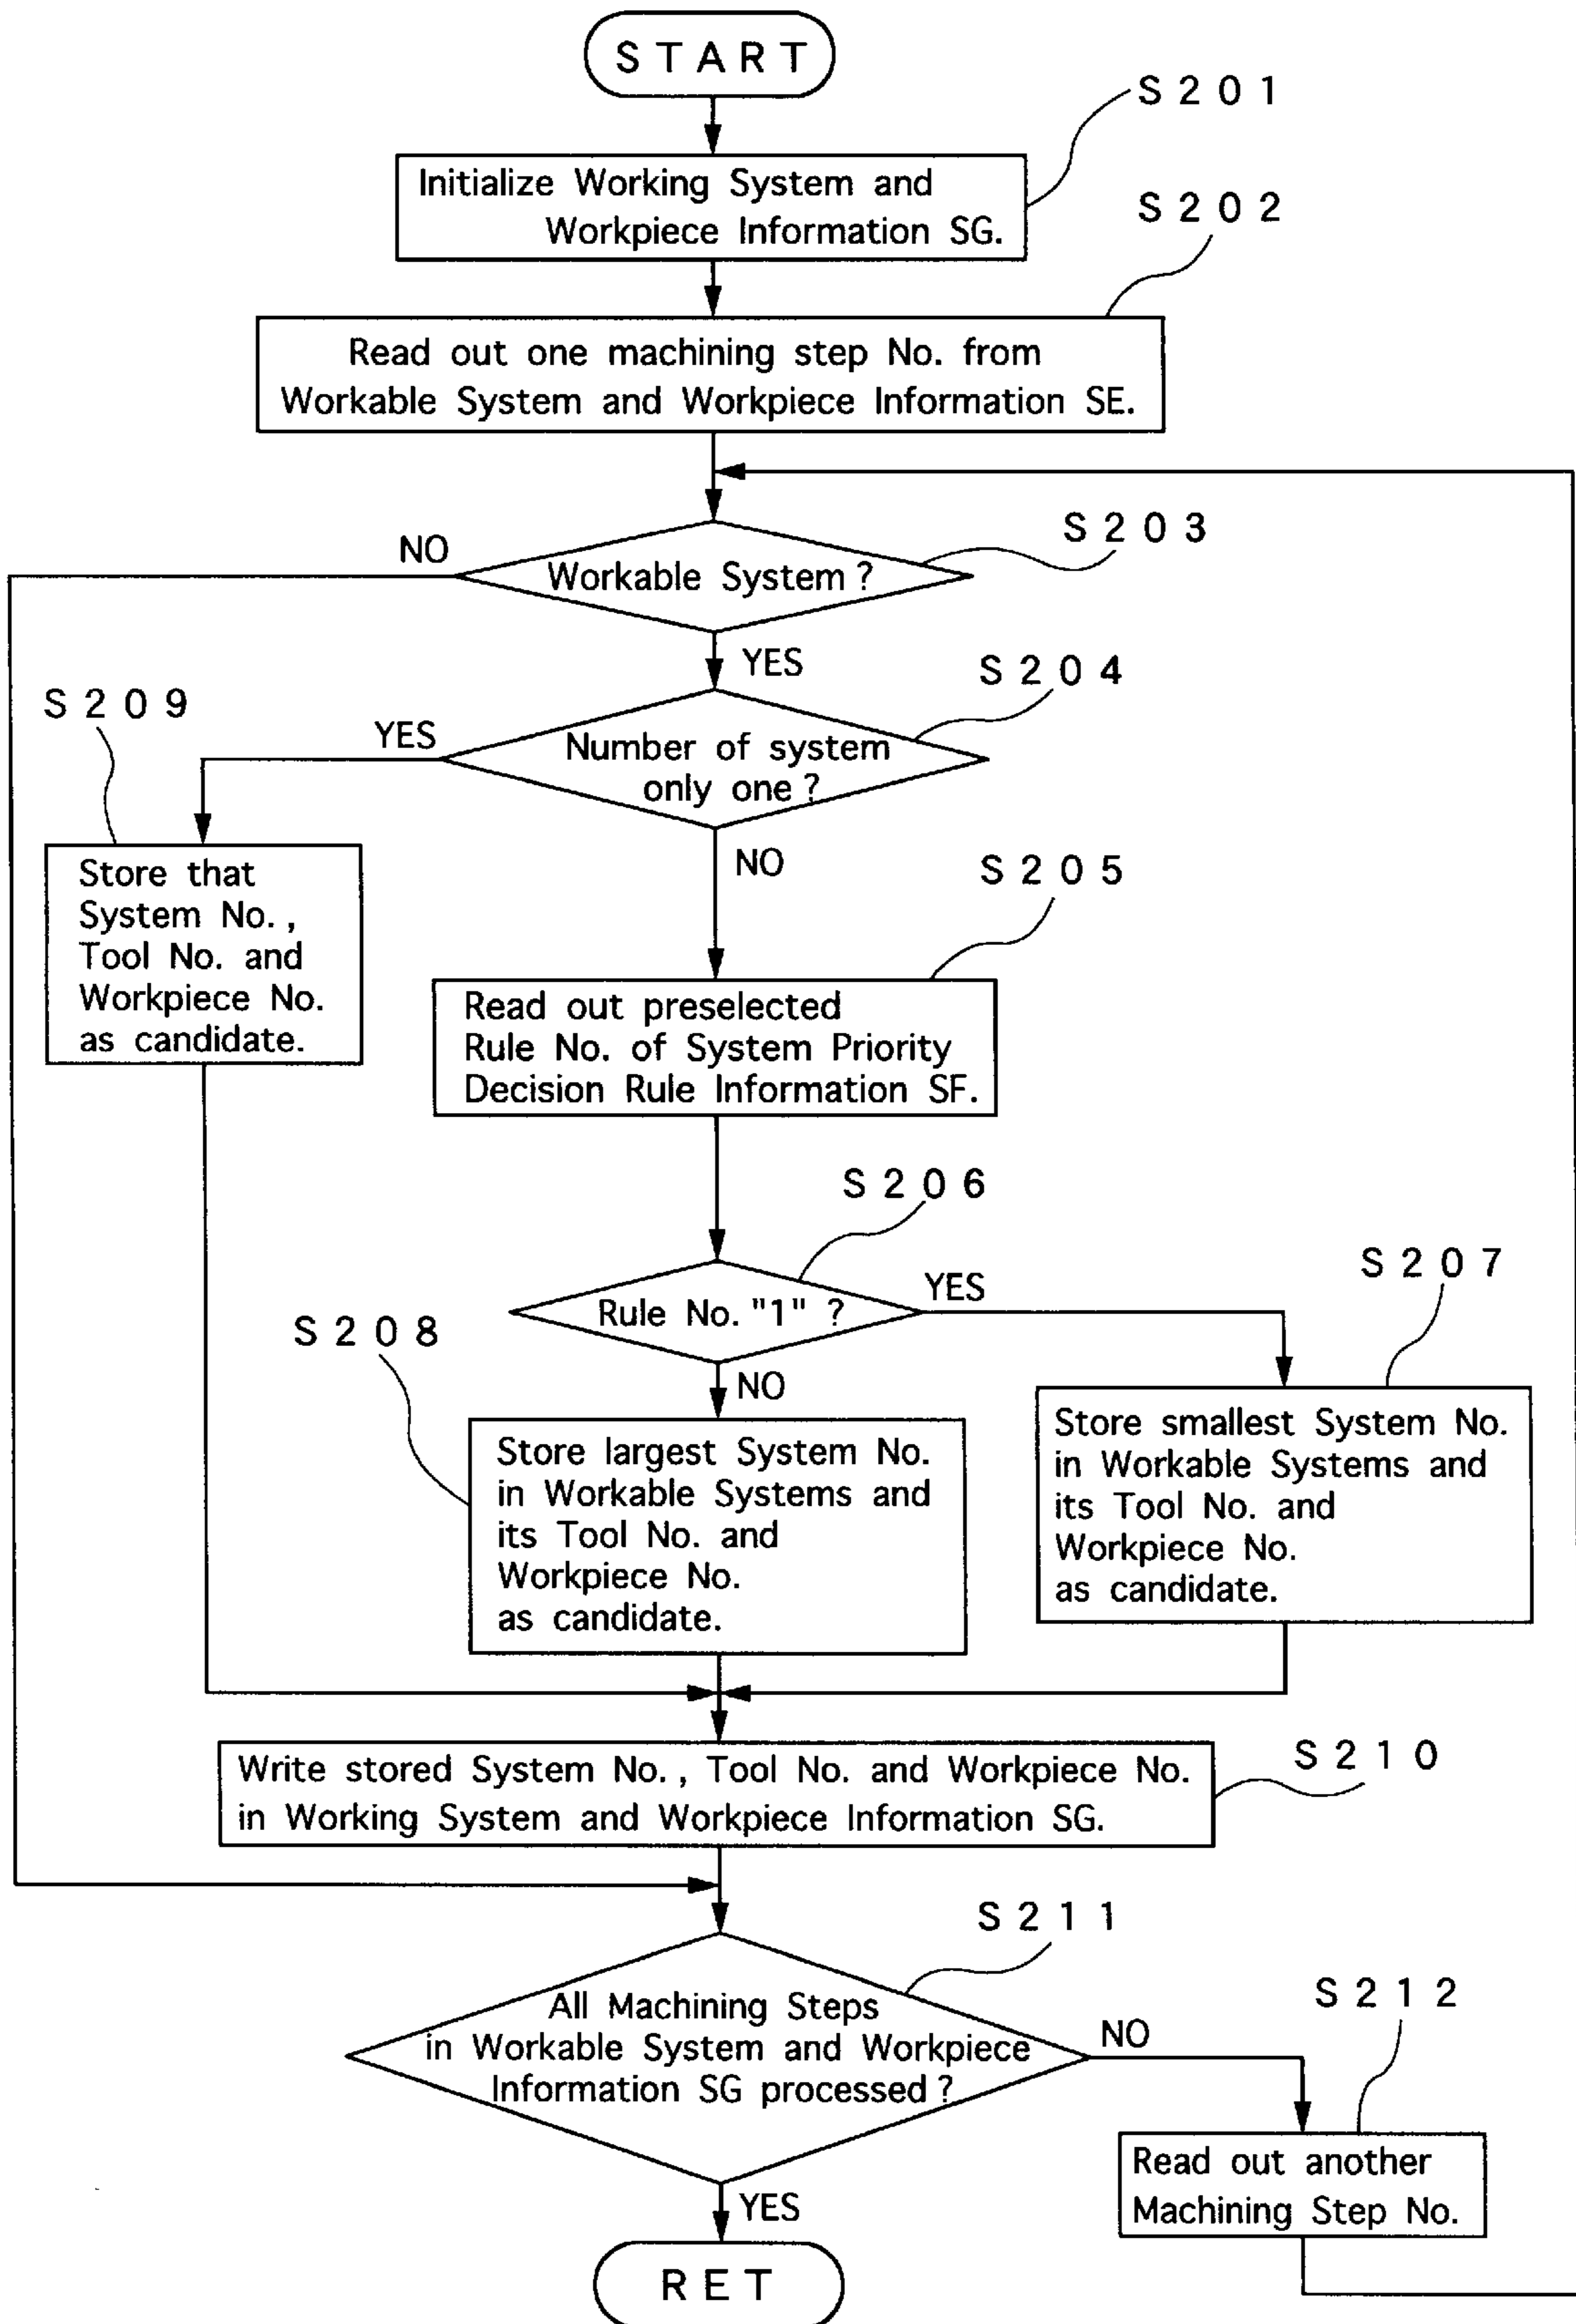 START
S201
Initialize Working System and
Workpiece Information SG.
S202
Read out one machining step No. from
Workable System and Workpiece Information SE.
S203
NO
Workable System?
YES
S204
S209
YES
Number of system
only one?
NO
Store that
System No.,
Tool No. and
Workpiece No.
as candidate.
S205
Read out preselected
Rule No. of System Priority
Decision Rule Information SF.
S206
S207
YES
Rule No. "1" ?
S208
NO
Store smallest System No.
in Workable Systems and
its Tool No. and
Workpiece No.
as candidate.
Store largest System No.
in Workable Systems and
its Tool No. and
Workpiece No.
as candidate.
S210
Write stored System No., Tool No. and Workpiece No.
in Working System and Workpiece Information SG.
S211
S212
All Machining Steps
in Workable System and Workpiece
Information SG processed?
NO
Read out another
Machining Step No.
YES
RET